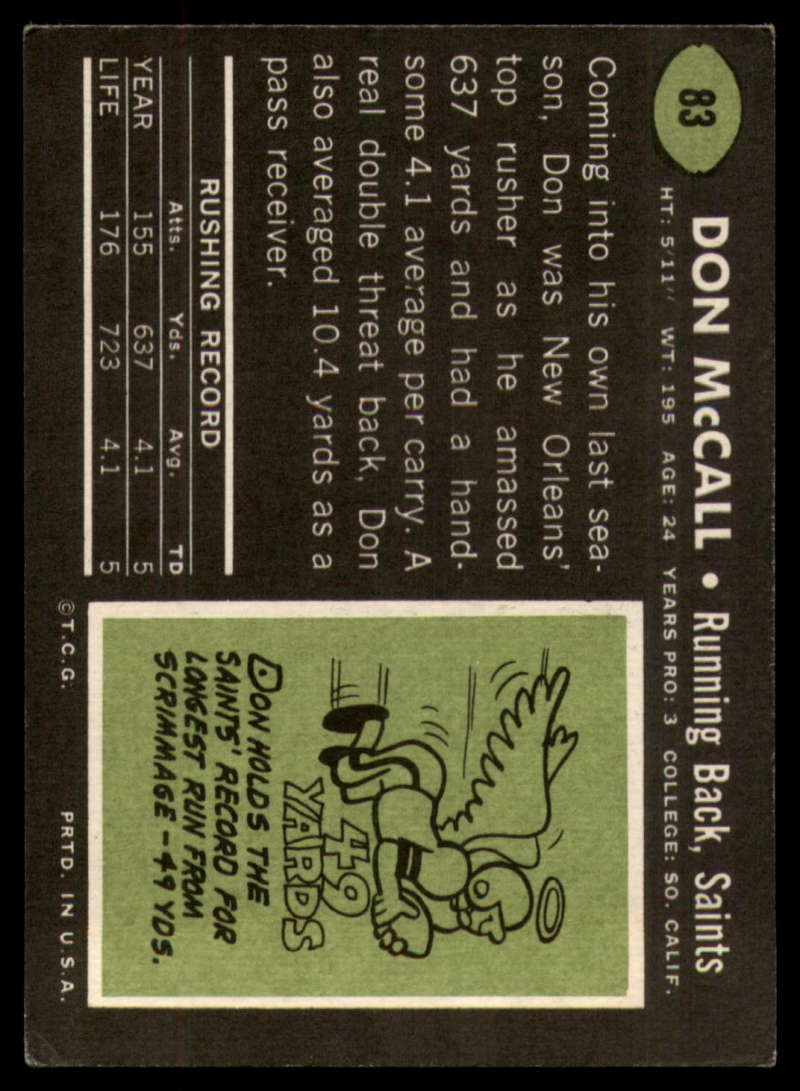 83
DON McCALL • Running Back, Saints
HT: 5'11" WT: 195 AGE: 24 YEARS PRO: 3 COLLEGE: SO. CALIF.
Coming into his own last sea-
son, Don was New Orleans'
top rusher as he amassed
637 yards and had a hand-
some 4.1 average per carry. A
real double threat back, Don
also averaged 10.4 yards as a
pass receiver.
RUSHING RECORD
Atts. Yds. Avg. TD
YEAR 155 637 4.1 5
LIFE 176 723 4.1 5
49
YARDS
DON HOLDS THE
SAINTS' RECORD FOR
LONGEST RUN FROM
SCRIMMAGE - 49 YDS.
©T.C.G. PRTD. IN U.S.A.